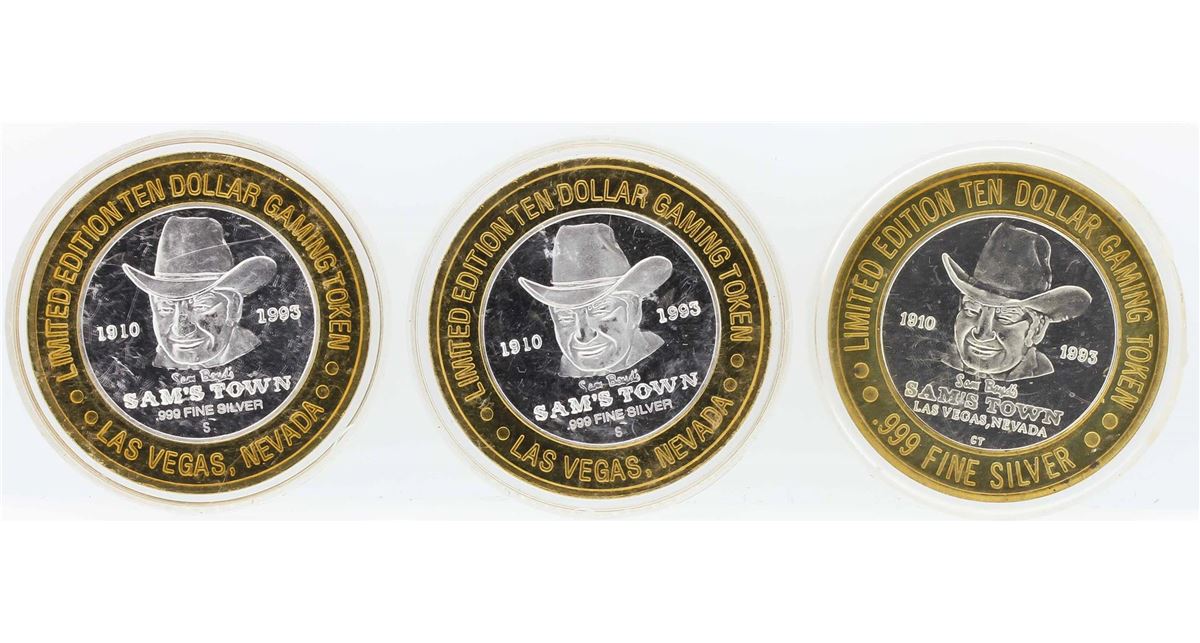 LIMITED EDITION TEN DOLLAR GAMING TOKEN
1910 1993
Sam Boyd's
SAM'S TOWN
.999 FINE SILVER
S
LAS VEGAS, NEVADA
LIMITED EDITION TEN DOLLAR GAMING TOKEN
1910 1993
Sam Boyd's
SAM'S TOWN
.999 FINE SILVER
S
LAS VEGAS, NEVADA
LIMITED EDITION TEN DOLLAR GAMING TOKEN
1910 1993
Sam Boyd's
SAM'S TOWN
LAS VEGAS, NEVADA
CT
.999 FINE SILVER